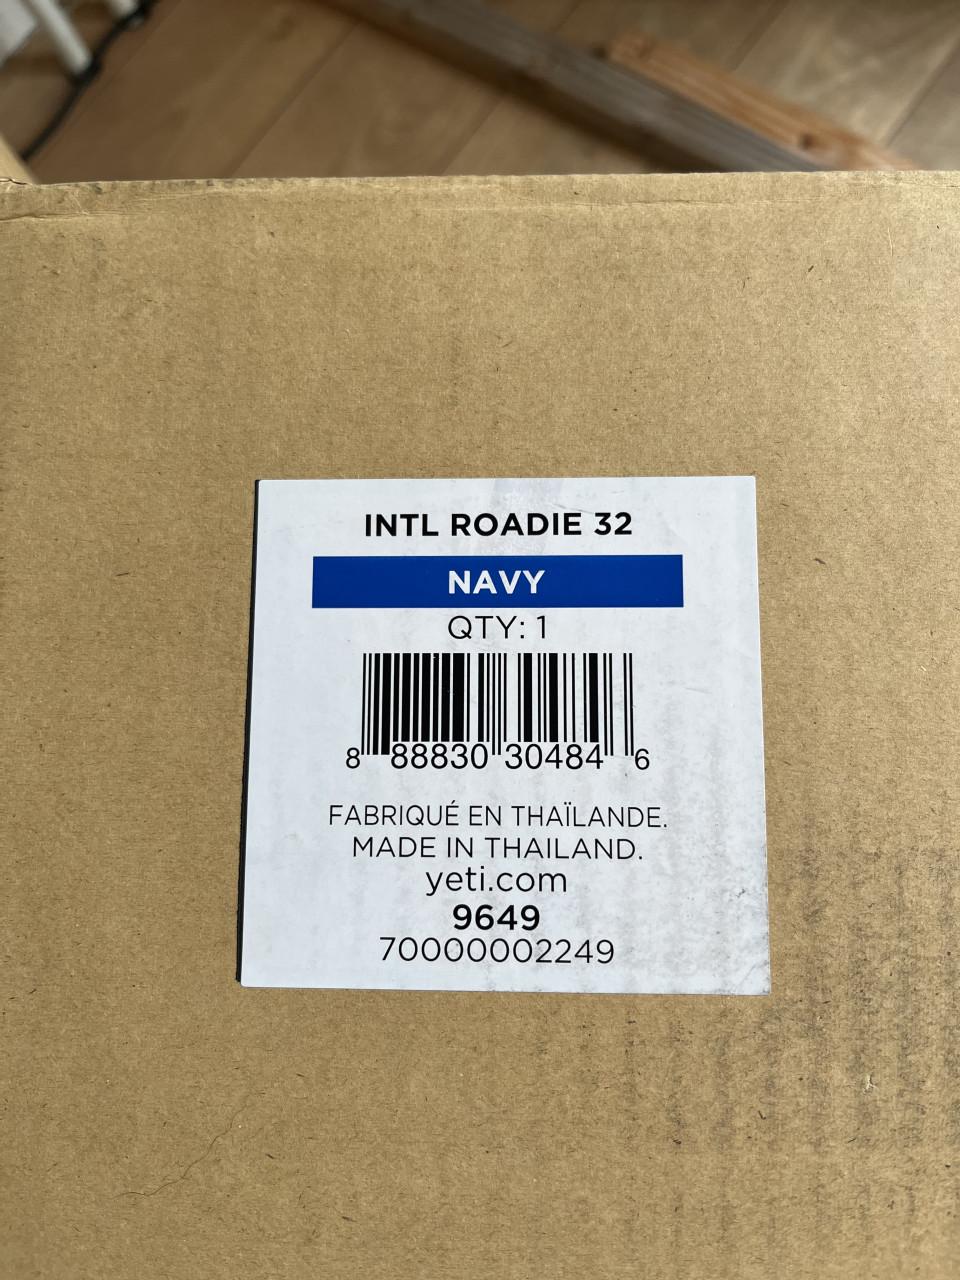 INTL ROADIE 32
NAVY
QTY: 1
8 88830 30484 6
FABRIQUÉ EN THAÏLANDE.
MADE IN THAILAND.
yeti.com
9649
70000002249